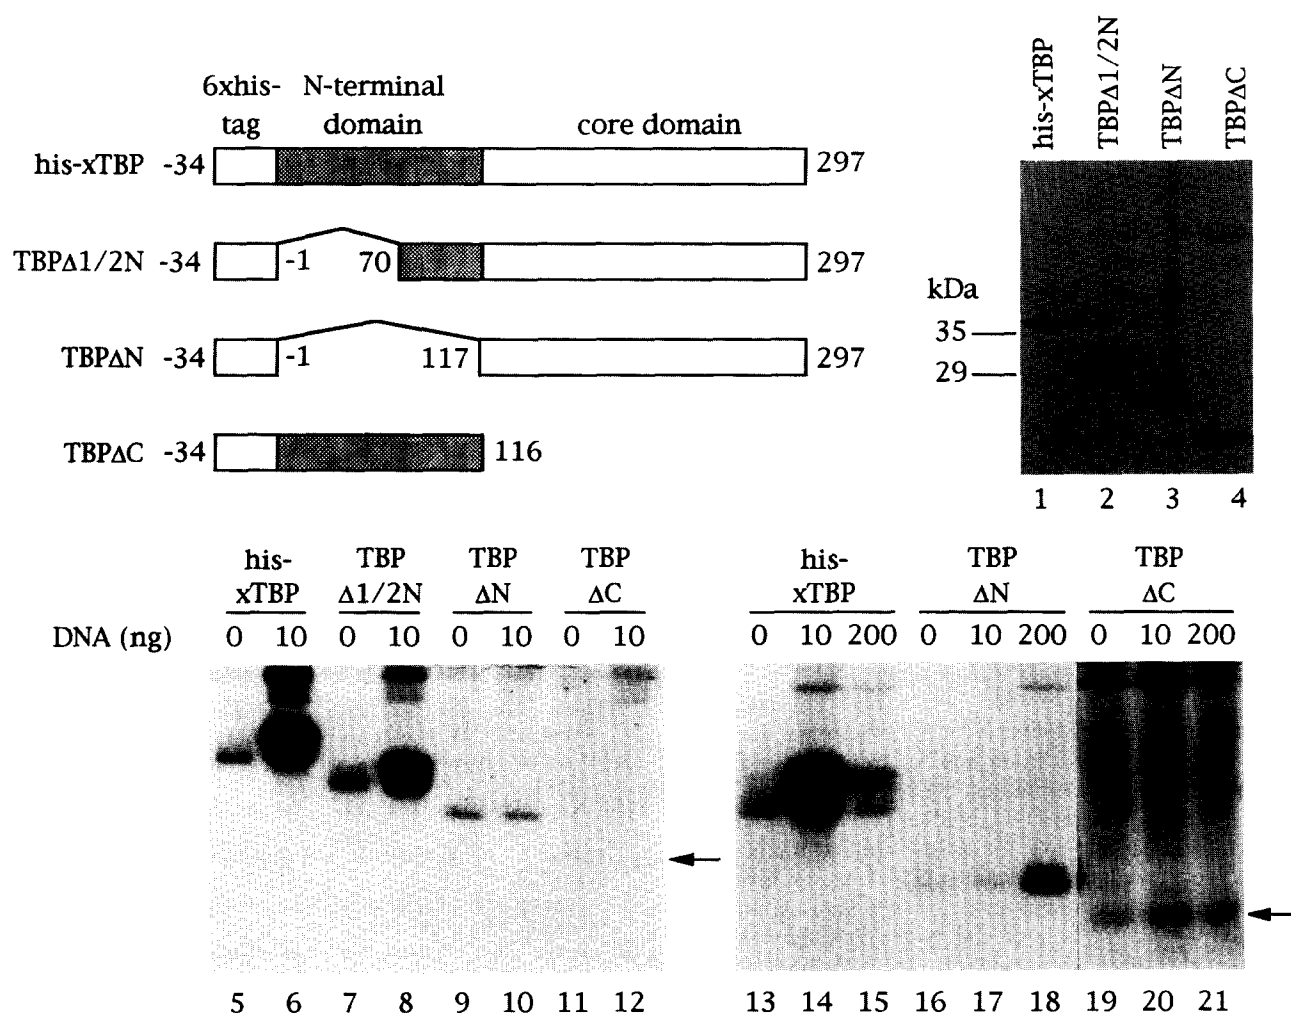 6xhis- N-terminal
tag domain core domain
his-xTBP -34 297
TBPΔ1/2N -34 -1 70 297
TBPΔN -34 -1 117 297
TBPΔC -34 116
his-xTBP TBPΔ1/2N TBPΔN TBPΔC
kDa
35
29
1 2 3 4
his- TBP TBP TBP
xTBP Δ1/2N ΔN ΔC
DNA (ng) 0 10 0 10 0 10 0 10
5 6 7 8 9 10 11 12
his- TBP TBP
xTBP ΔN ΔC
0 10 200 0 10 200 0 10 200
13 14 15 16 17 18 19 20 21